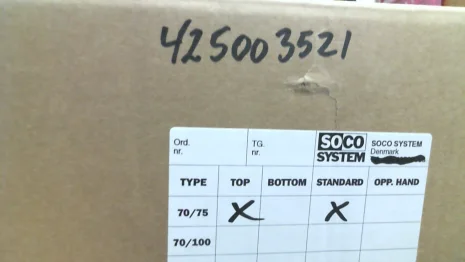 425003521
Ord. nr.
TG. nr.
SOCO SYSTEM
SOCO SYSTEM
Denmark
TYPE TOP BOTTOM STANDARD OPP. HAND
70/75 X X
70/100